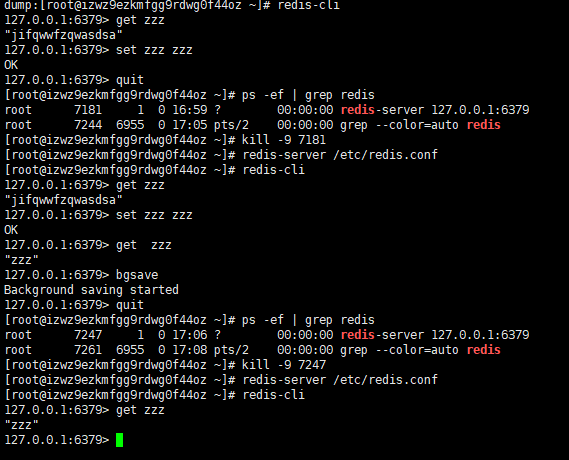 dump:[root@izwz9ezkmfgg9rdwg0f44oz ~]# redis-cli
127.0.0.1:6379> get zzz
"jifqwwfzqwasdsa"
127.0.0.1:6379> set zzz zzz
OK
127.0.0.1:6379> quit
[root@izwz9ezkmfgg9rdwg0f44oz ~]# ps -ef | grep redis
root      7181     1  0 16:59 ?        00:00:00 redis-server 127.0.0.1:6379
root      7244  6955  0 17:05 pts/2    00:00:00 grep --color=auto redis
[root@izwz9ezkmfgg9rdwg0f44oz ~]# kill -9 7181
[root@izwz9ezkmfgg9rdwg0f44oz ~]# redis-server /etc/redis.conf
[root@izwz9ezkmfgg9rdwg0f44oz ~]# redis-cli
127.0.0.1:6379> get zzz
"jifqwwfzqwasdsa"
127.0.0.1:6379> set zzz zzz
OK
127.0.0.1:6379> get  zzz
"zzz"
127.0.0.1:6379> bgsave
Background saving started
127.0.0.1:6379> quit
[root@izwz9ezkmfgg9rdwg0f44oz ~]# ps -ef | grep redis
root      7247     1  0 17:06 ?        00:00:00 redis-server 127.0.0.1:6379
root      7261  6955  0 17:08 pts/2    00:00:00 grep --color=auto redis
[root@izwz9ezkmfgg9rdwg0f44oz ~]# kill -9 7247
[root@izwz9ezkmfgg9rdwg0f44oz ~]# redis-server /etc/redis.conf
[root@izwz9ezkmfgg9rdwg0f44oz ~]# redis-cli
127.0.0.1:6379> get zzz
"zzz"
127.0.0.1:6379>